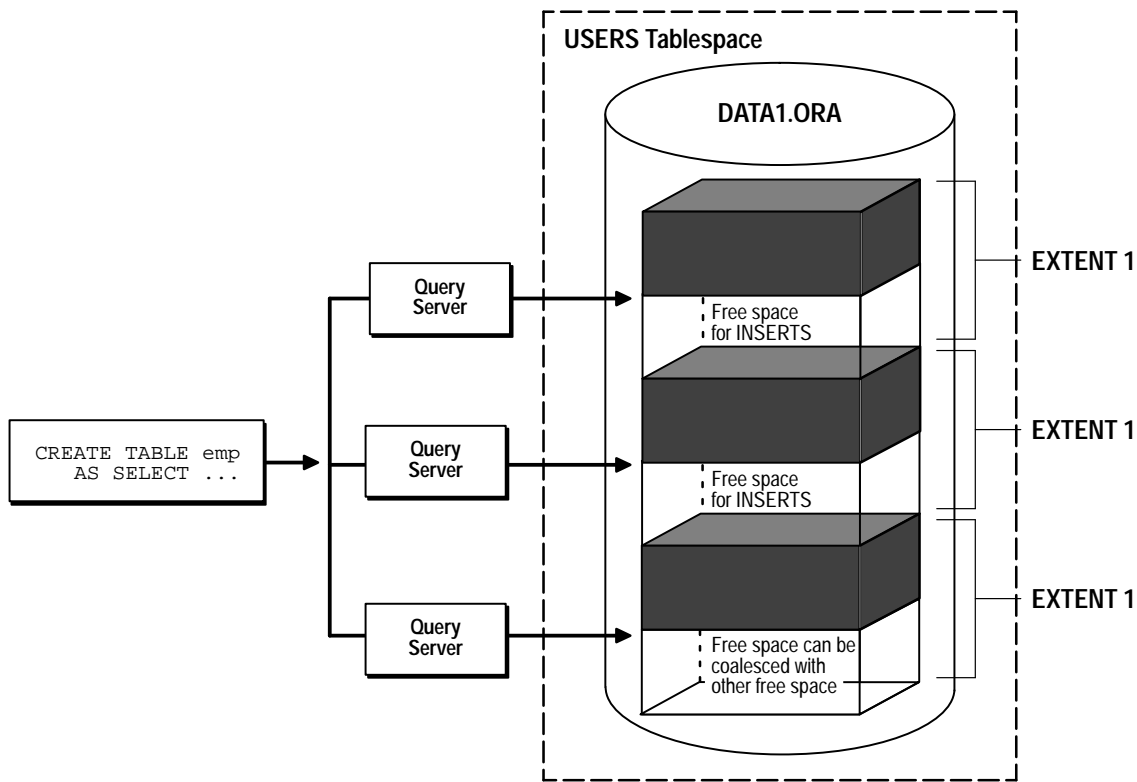 USERS Tablespace
DATA1.ORA
EXTENT 1
Query
Server
Free space
for INSERTS
CREATE TABLE emp
AS SELECT ...
Query
Server
EXTENT 1
Free space
for INSERTS
Query
Server
EXTENT 1
Free space can be
coalesced with
other free space